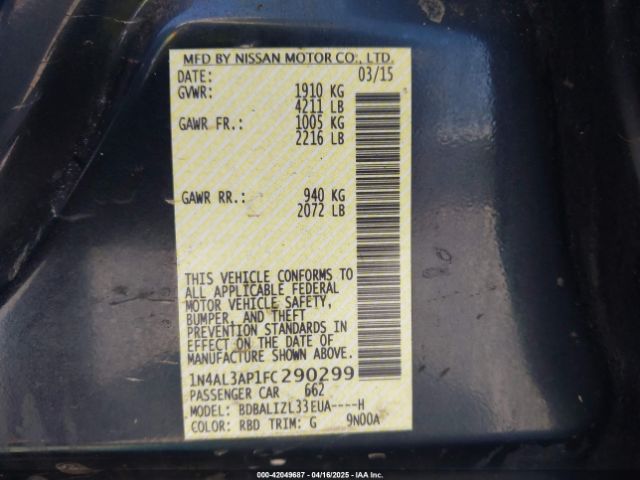 MFD BY NISSAN MOTOR CO., LTD.
DATE: 03/15
GVWR: 1910 KG
4211 LB
GAWR FR.: 1005 KG
2216 LB
GAWR RR.: 940 KG
2072 LB
THIS VEHICLE CONFORMS TO
ALL APPLICABLE FEDERAL
MOTOR VEHICLE SAFETY,
BUMPER, AND THEFT
PREVENTION STANDARDS IN
EFFECT ON THE DATE OF
MANUFACTURE SHOWN ABOVE.
1N4AL3AP1FC290299
PASSENGER CAR 662
MODEL: BDBALIZL33EUA----H
COLOR: RBD TRIM: G 9N00A
000-42049687 - 04/16/2025 - IAAI.COM